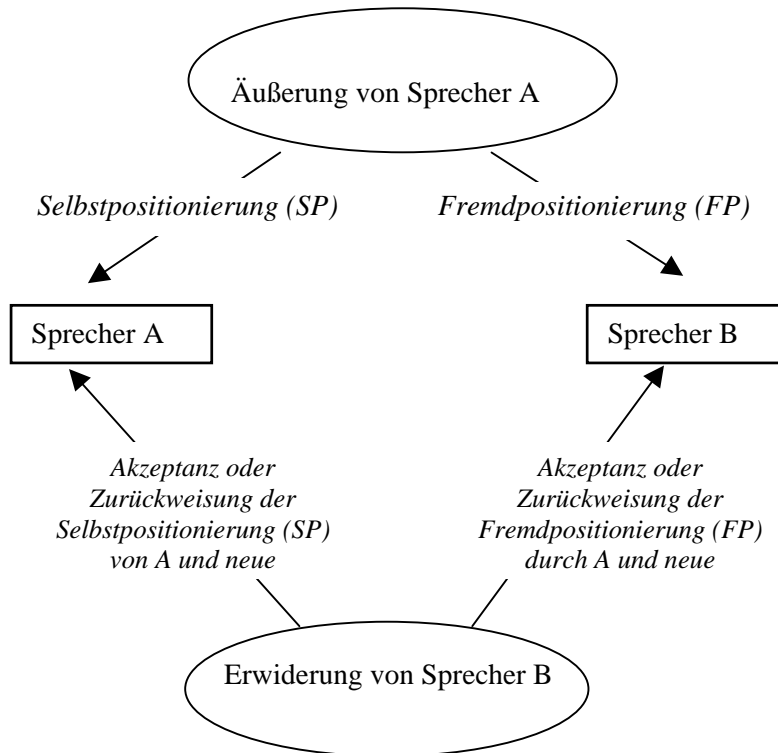 Äußerung von Sprecher A
Selbstpositionierung (SP)
Fremdpositionierung (FP)
Sprecher A
Sprecher B
Akzeptanz oder
Zurückweisung der
Selbstpositionierung (SP)
von A und neue
Akzeptanz oder
Zurückweisung der
Fremdpositionierung (FP)
durch A und neue
Erwiderung von Sprecher B